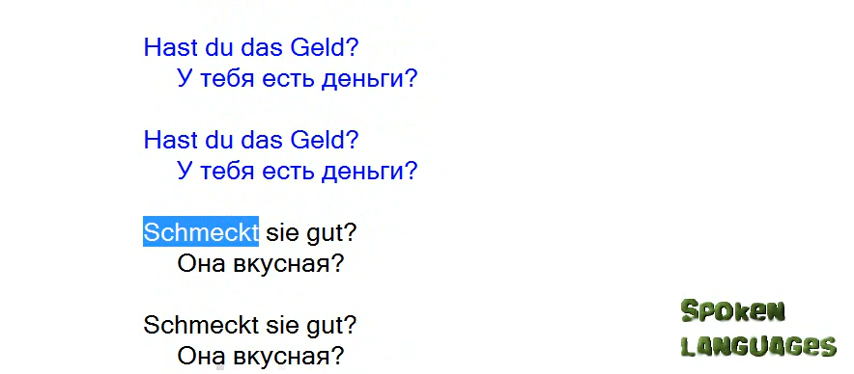 Hast du das Geld?
У тебя есть деньги?
Hast du das Geld?
У тебя есть деньги?
Schmeckt sie gut?
Она вкусная?
Schmeckt sie gut?
Она вкусная?
Spoken
Languages